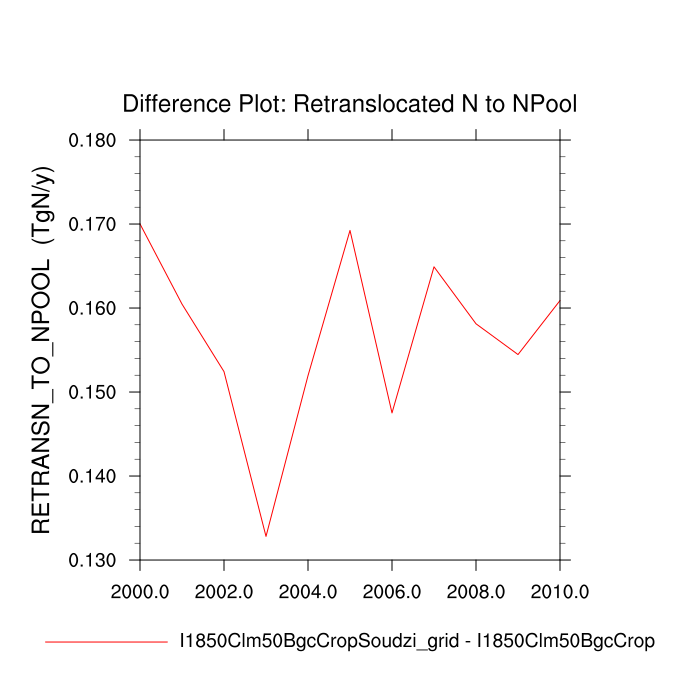 Difference Plot: Retranslocated N to NPool
RETRANSN_TO_NPOOL (TgN/y)
0.180
0.170
0.160
0.150
0.140
0.130
2000.0 2002.0 2004.0 2006.0 2008.0 2010.0
I1850Clm50BgcCropSoudzi_grid - I1850Clm50BgcCrop